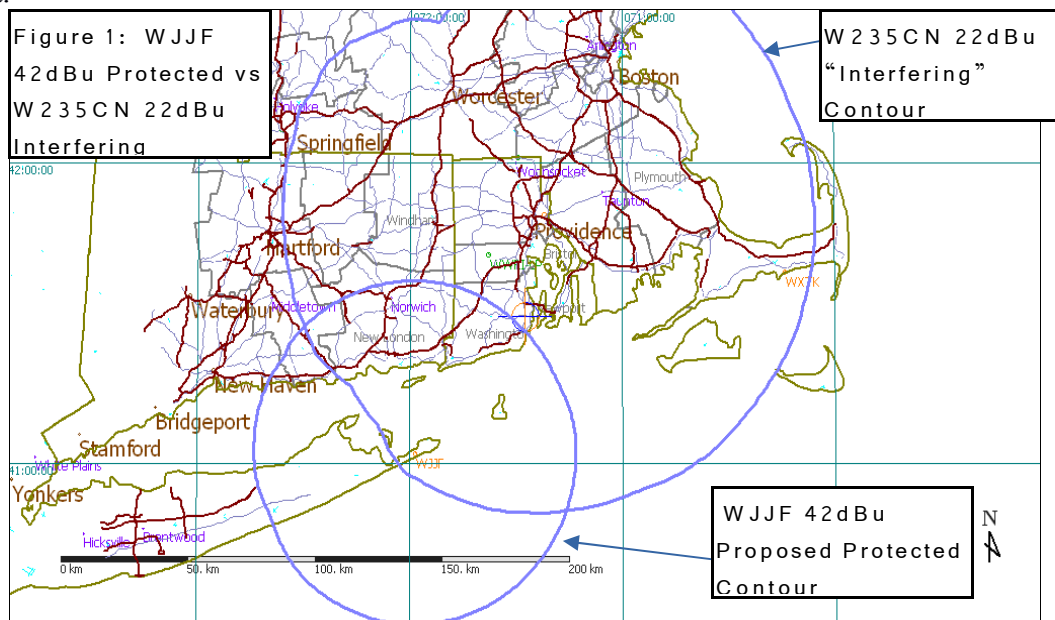 Figure 1: WJJF
42dBu Protected vs
W235CN 22dBu
Interfering
072:00:00
071:00:00
W235CN 22dBu
“Interfering”
Contour
Arlington
Boston
Worcester
Holyoke
Springfield
42:00:00
Woonsocket
Plymouth
Taunton
Windham
Providence
Hartford
Bristol
WXTK
Waterbury
Middletown
Norwich
Newport
New London
Washington
New Haven
Bridgeport
Stamford
41:00:00
White Plains
WJJF
Yonkers
Hicksville
Brentwood
0 km
50. km
100. km
150. km
200 km
WJJF 42dBu
Proposed Protected
Contour
N